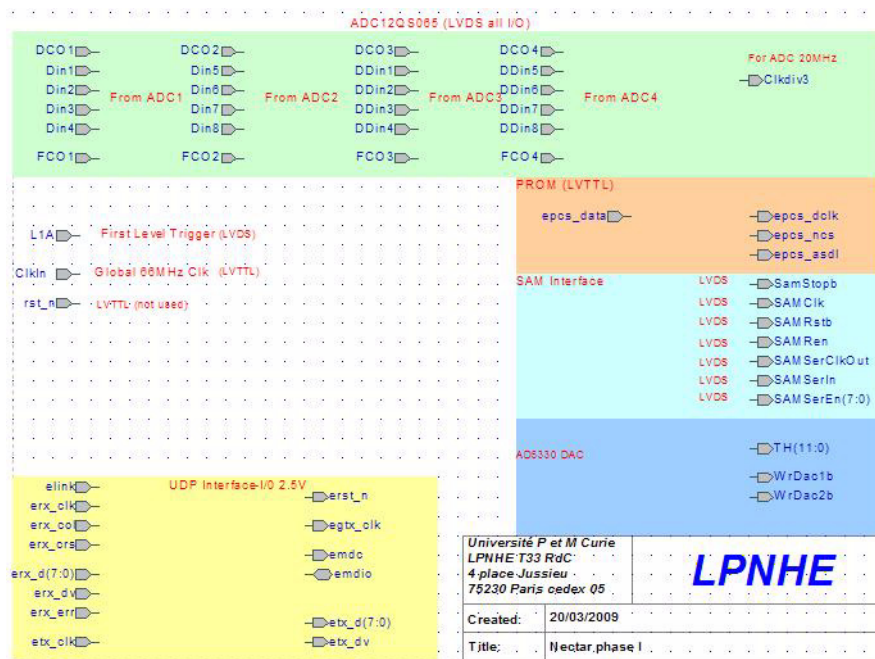 ADC12QS065 (LVDS all I/O)
DCO1 DCO2 DCO3 DCO4
For ADC 20MHz
Din1 Din5 DDin1 DDin5
Clkdiv3
Din2 From ADC1 Din6 From ADC2 DDin2 From ADC3 DDin6 From ADC4
Din3 Din7 DDin3 DDin7
Din4 Din8 DDin4 DDin8
FCO1 FCO2 FCO3 FCO4
PROM (LVTTL)
epcs_data epcs_dclk
epcs_ncs
epcs_asdl
L1A First Level Trigger (LVDS)
ClkIn Global 66MHz Clk (LVTTL)
rst_n LVTTL (not used)
SAM Interface
LVDS SamStopb
LVDS SAMClk
LVDS SAMRstb
LVDS SAMRen
LVDS SAMSerClkOut
LVDS SAMSerIn
LVDS SAMSerEn(7:0)
AD5330 DAC
TH(11:0)
WrDac1b
WrDac2b
UDP Interface-I/0 2.5V
elink
erx_clk
erx_col
erx_crs
erx_d(7:0)
erx_dv
erx_err
etx_clk
erst_n
egtx_clk
emdc
emdio
etx_d(7:0)
etx_dv
Université P et M Curie
LPNHE T33 RdC
4 place Jussieu
75230 Paris cedex 05
LPNHE
Created: 20/03/2009
Title: Nectar phase I